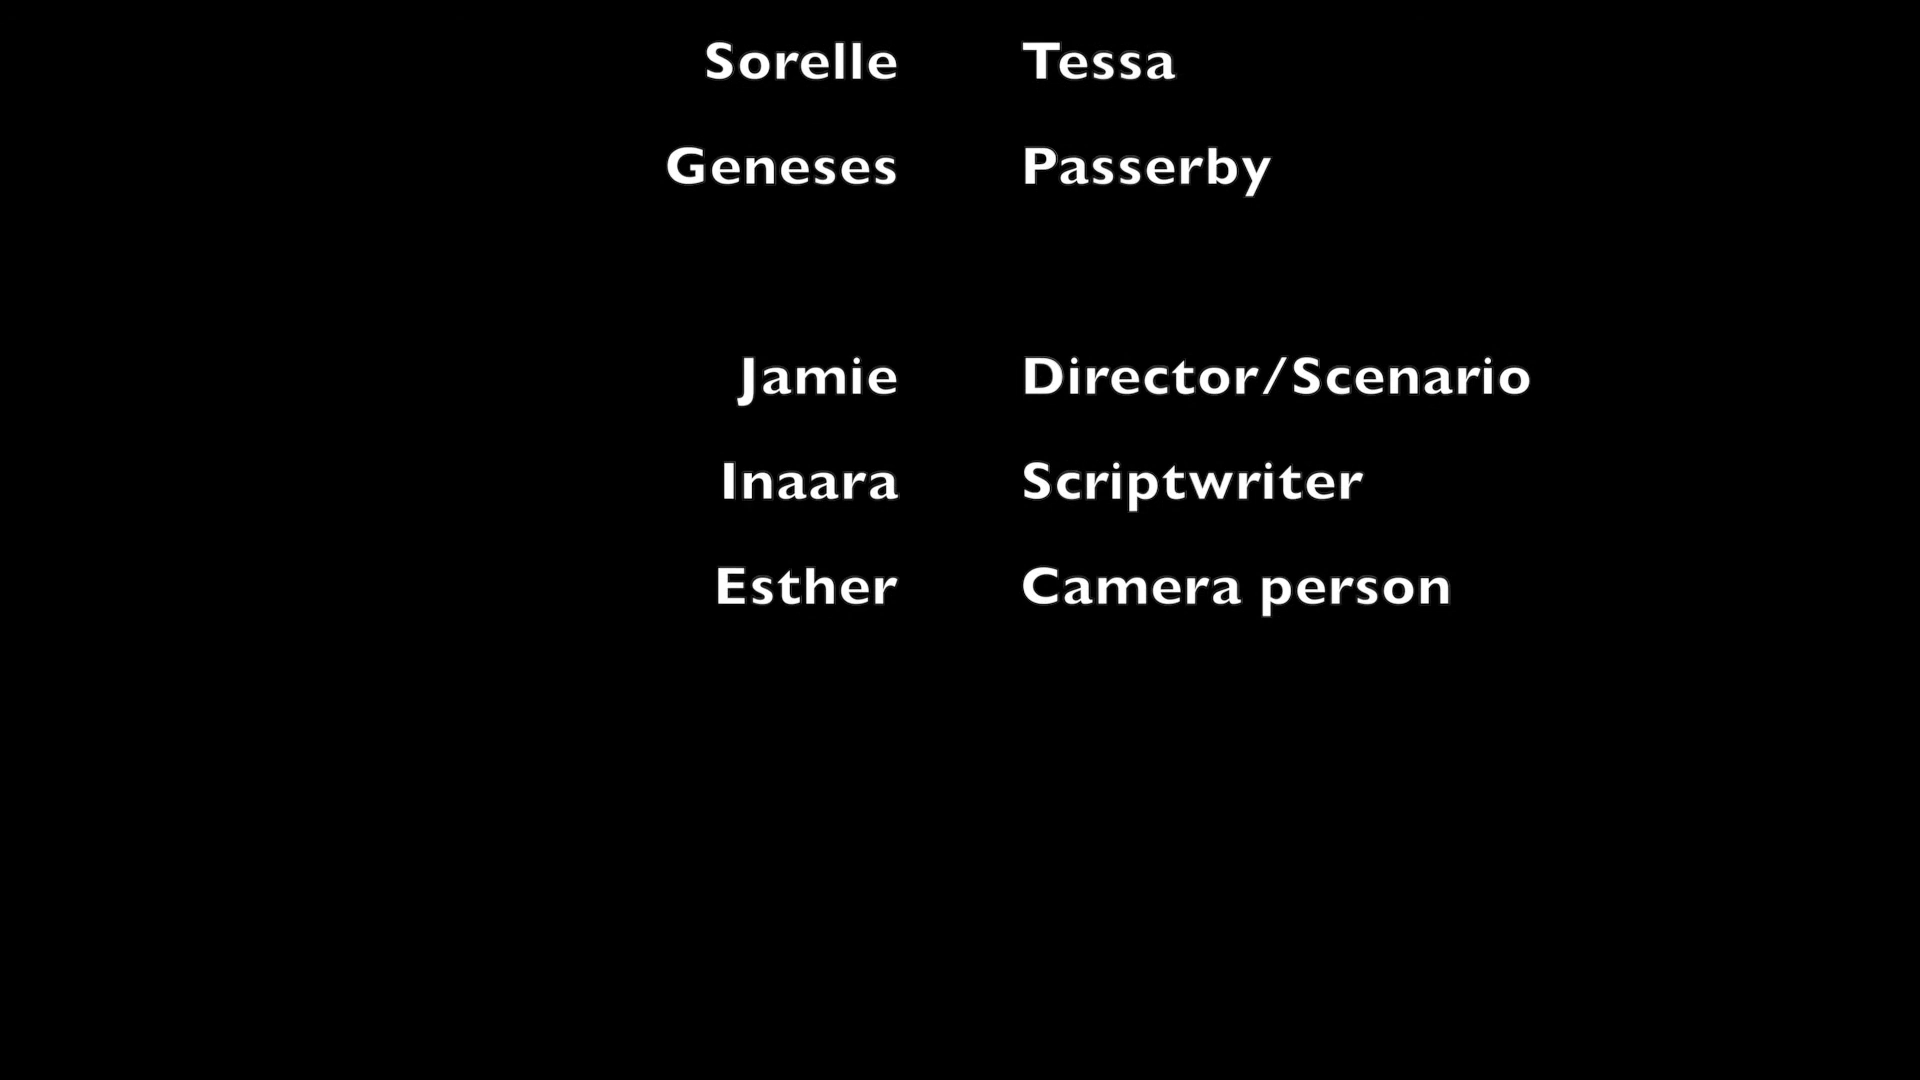 Sorelle Tessa
Geneses Passerby
Jamie Director/Scenario
Inaara Scriptwriter
Esther Camera person